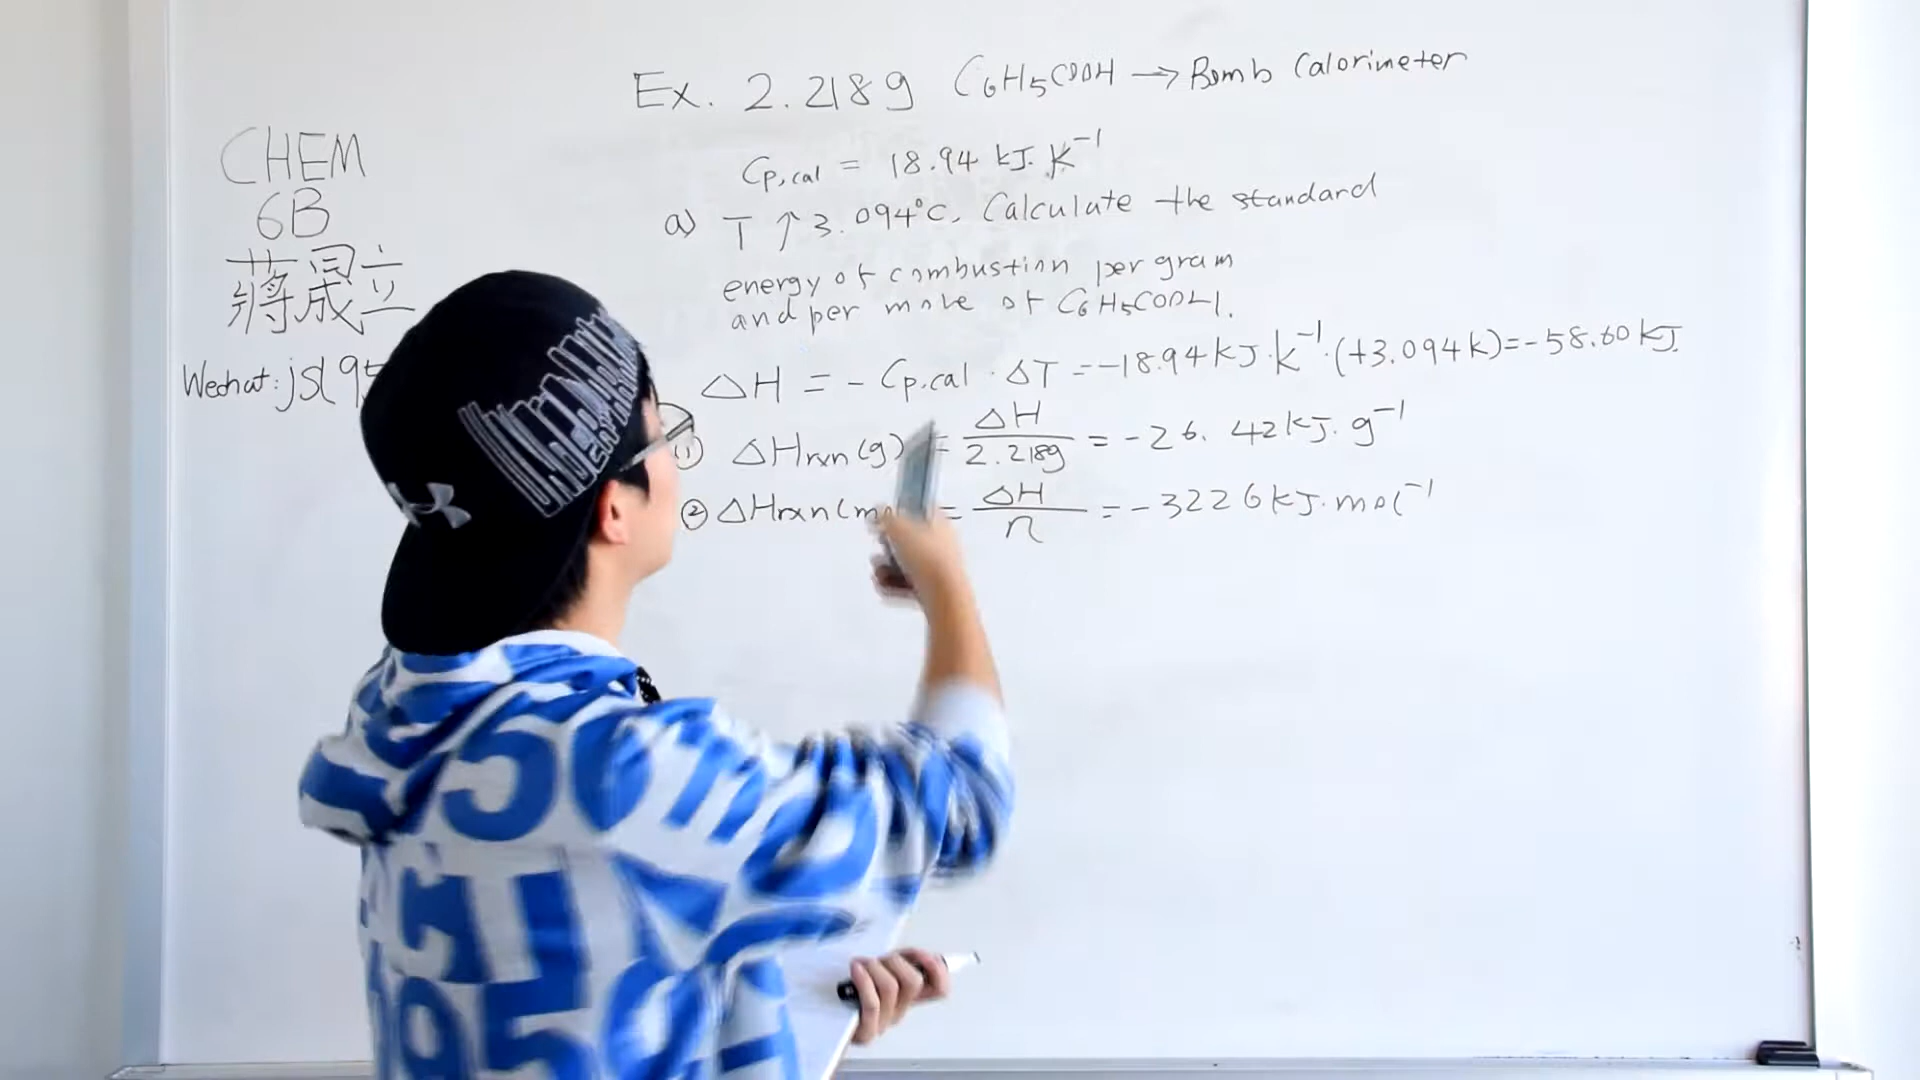 Ex. 2.218g C6H5COOH → Bomb Calorimeter
CHEM
6B
蔣晟立
Wechat: js
Cp,cal = 18.94 kJ·K⁻¹
a) T ↑ 3.094°C. Calculate the standard
energy of combustion per gram
and per mole of C6H5COOH.
ΔH = - Cp,cal · ΔT = -18.94 kJ·k⁻¹·(+3.094k) = -58.60 kJ
(1) ΔHrxn(g) = ΔH / 2.218g = -26.42 kJ·g⁻¹
② ΔHrxn(m = ΔH / n = -3226 kJ·mol⁻¹